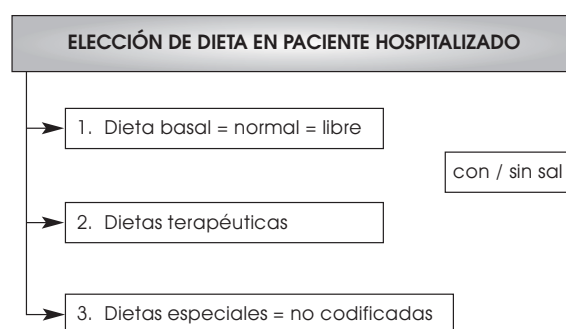 ELECCIÓN DE DIETA EN PACIENTE HOSPITALIZADO
1. Dieta basal = normal = libre
con / sin sal
2. Dietas terapéuticas
3. Dietas especiales = no codificadas